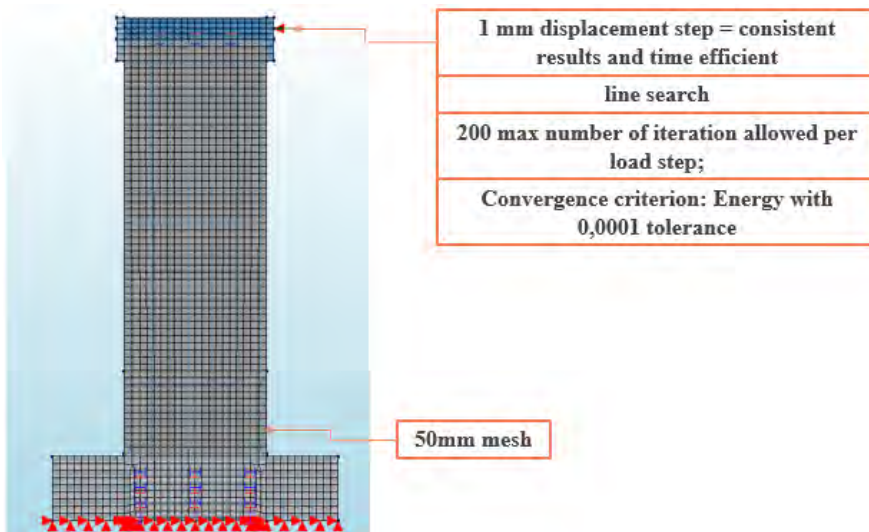 1 mm displacement step = consistent
results and time efficient
line search
200 max number of iteration allowed per
load step;
Convergence criterion: Energy with
0,0001 tolerance
50mm mesh